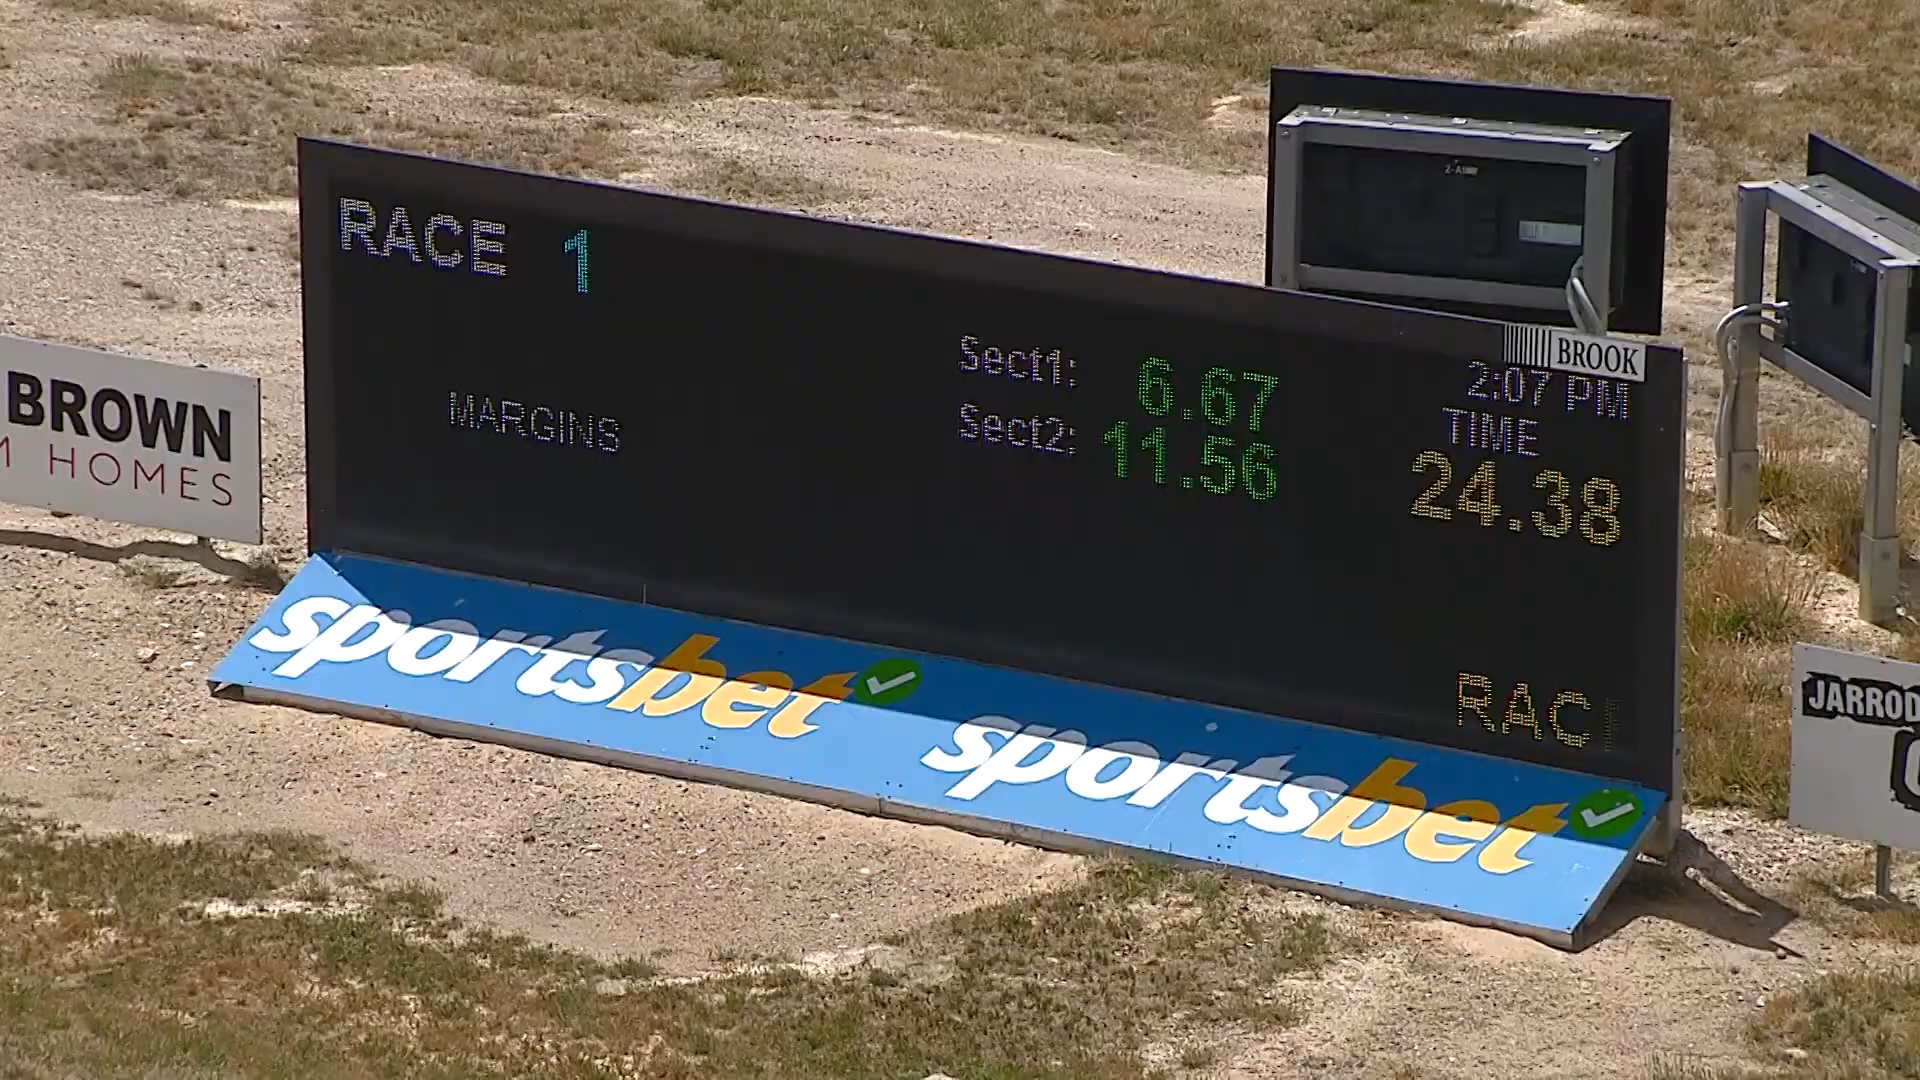 RACE 1
BROOK
2:07 PM
Sect1: 6.67
TIME
MARGINS
Sect2: 11.56
24.38
RAC
BROWN
HOMES
sportsbet
sportsbet
JARROD